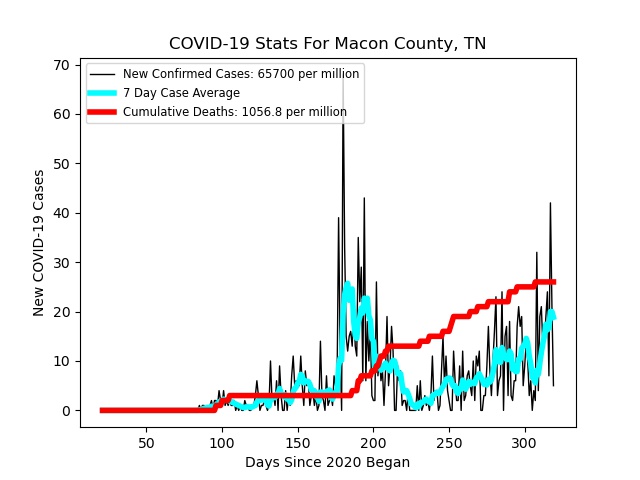 COVID-19 Stats For Macon County, TN
New Confirmed Cases: 65700 per million
7 Day Case Average
Cumulative Deaths: 1056.8 per million
New COVID-19 Cases
70
60
50
40
30
20
10
0
50 100 150 200 250 300
Days Since 2020 Began